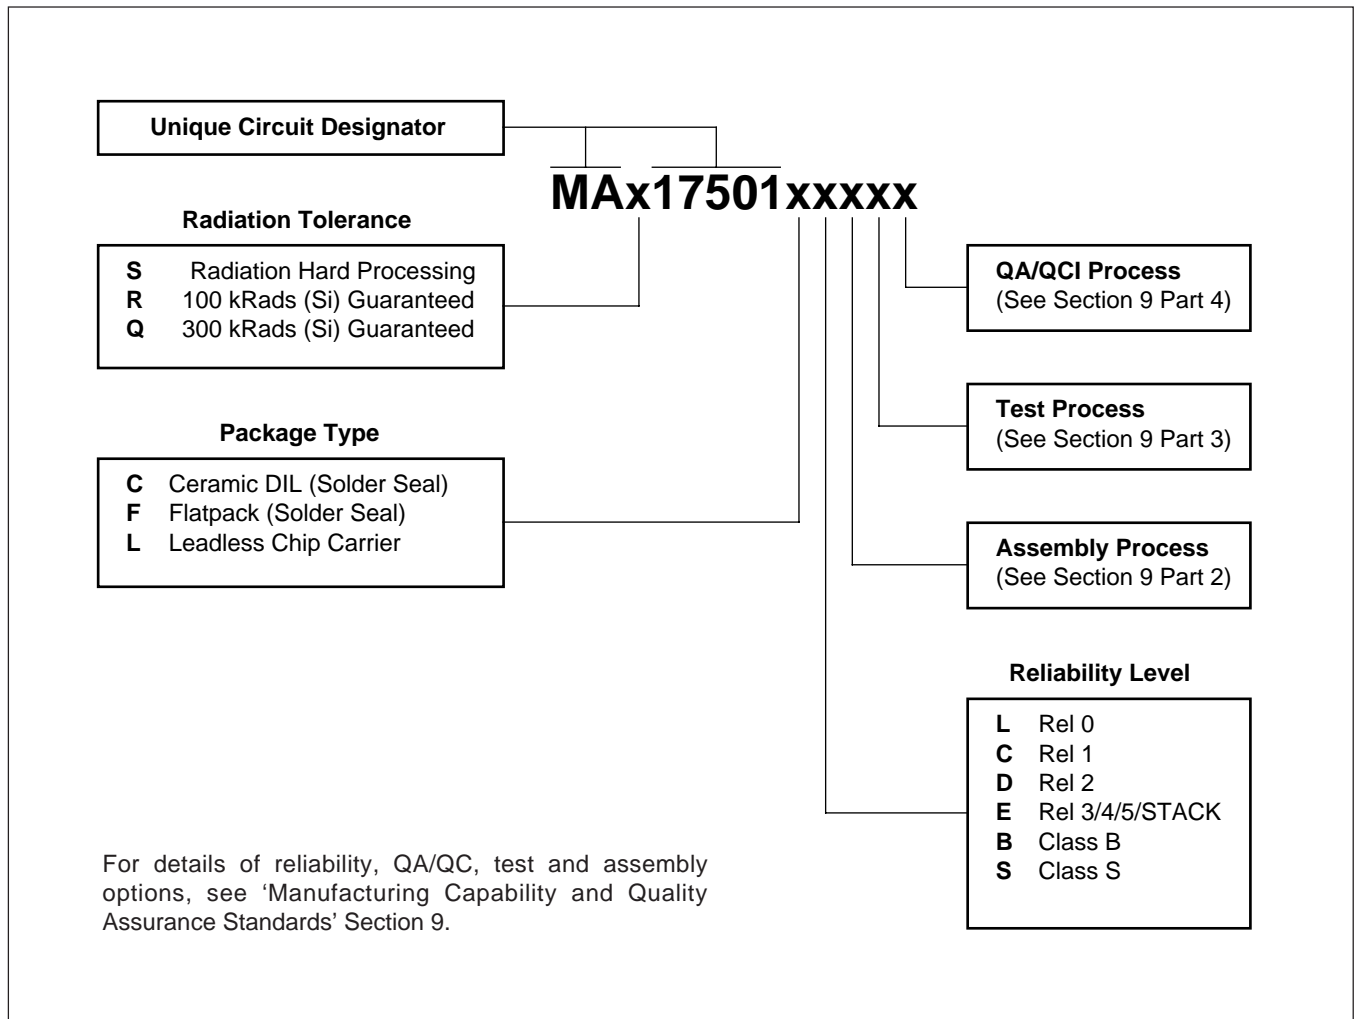 Unique Circuit Designator
MAx17501xxxxx
Radiation Tolerance
S Radiation Hard Processing
R 100 kRads (Si) Guaranteed
Q 300 kRads (Si) Guaranteed
Package Type
C Ceramic DIL (Solder Seal)
F Flatpack (Solder Seal)
L Leadless Chip Carrier
QA/QCI Process
(See Section 9 Part 4)
Test Process
(See Section 9 Part 3)
Assembly Process
(See Section 9 Part 2)
Reliability Level
L Rel 0
C Rel 1
D Rel 2
E Rel 3/4/5/STACK
B Class B
S Class S
For details of reliability, QA/QC, test and assembly
options, see ‘Manufacturing Capability and Quality
Assurance Standards’ Section 9.